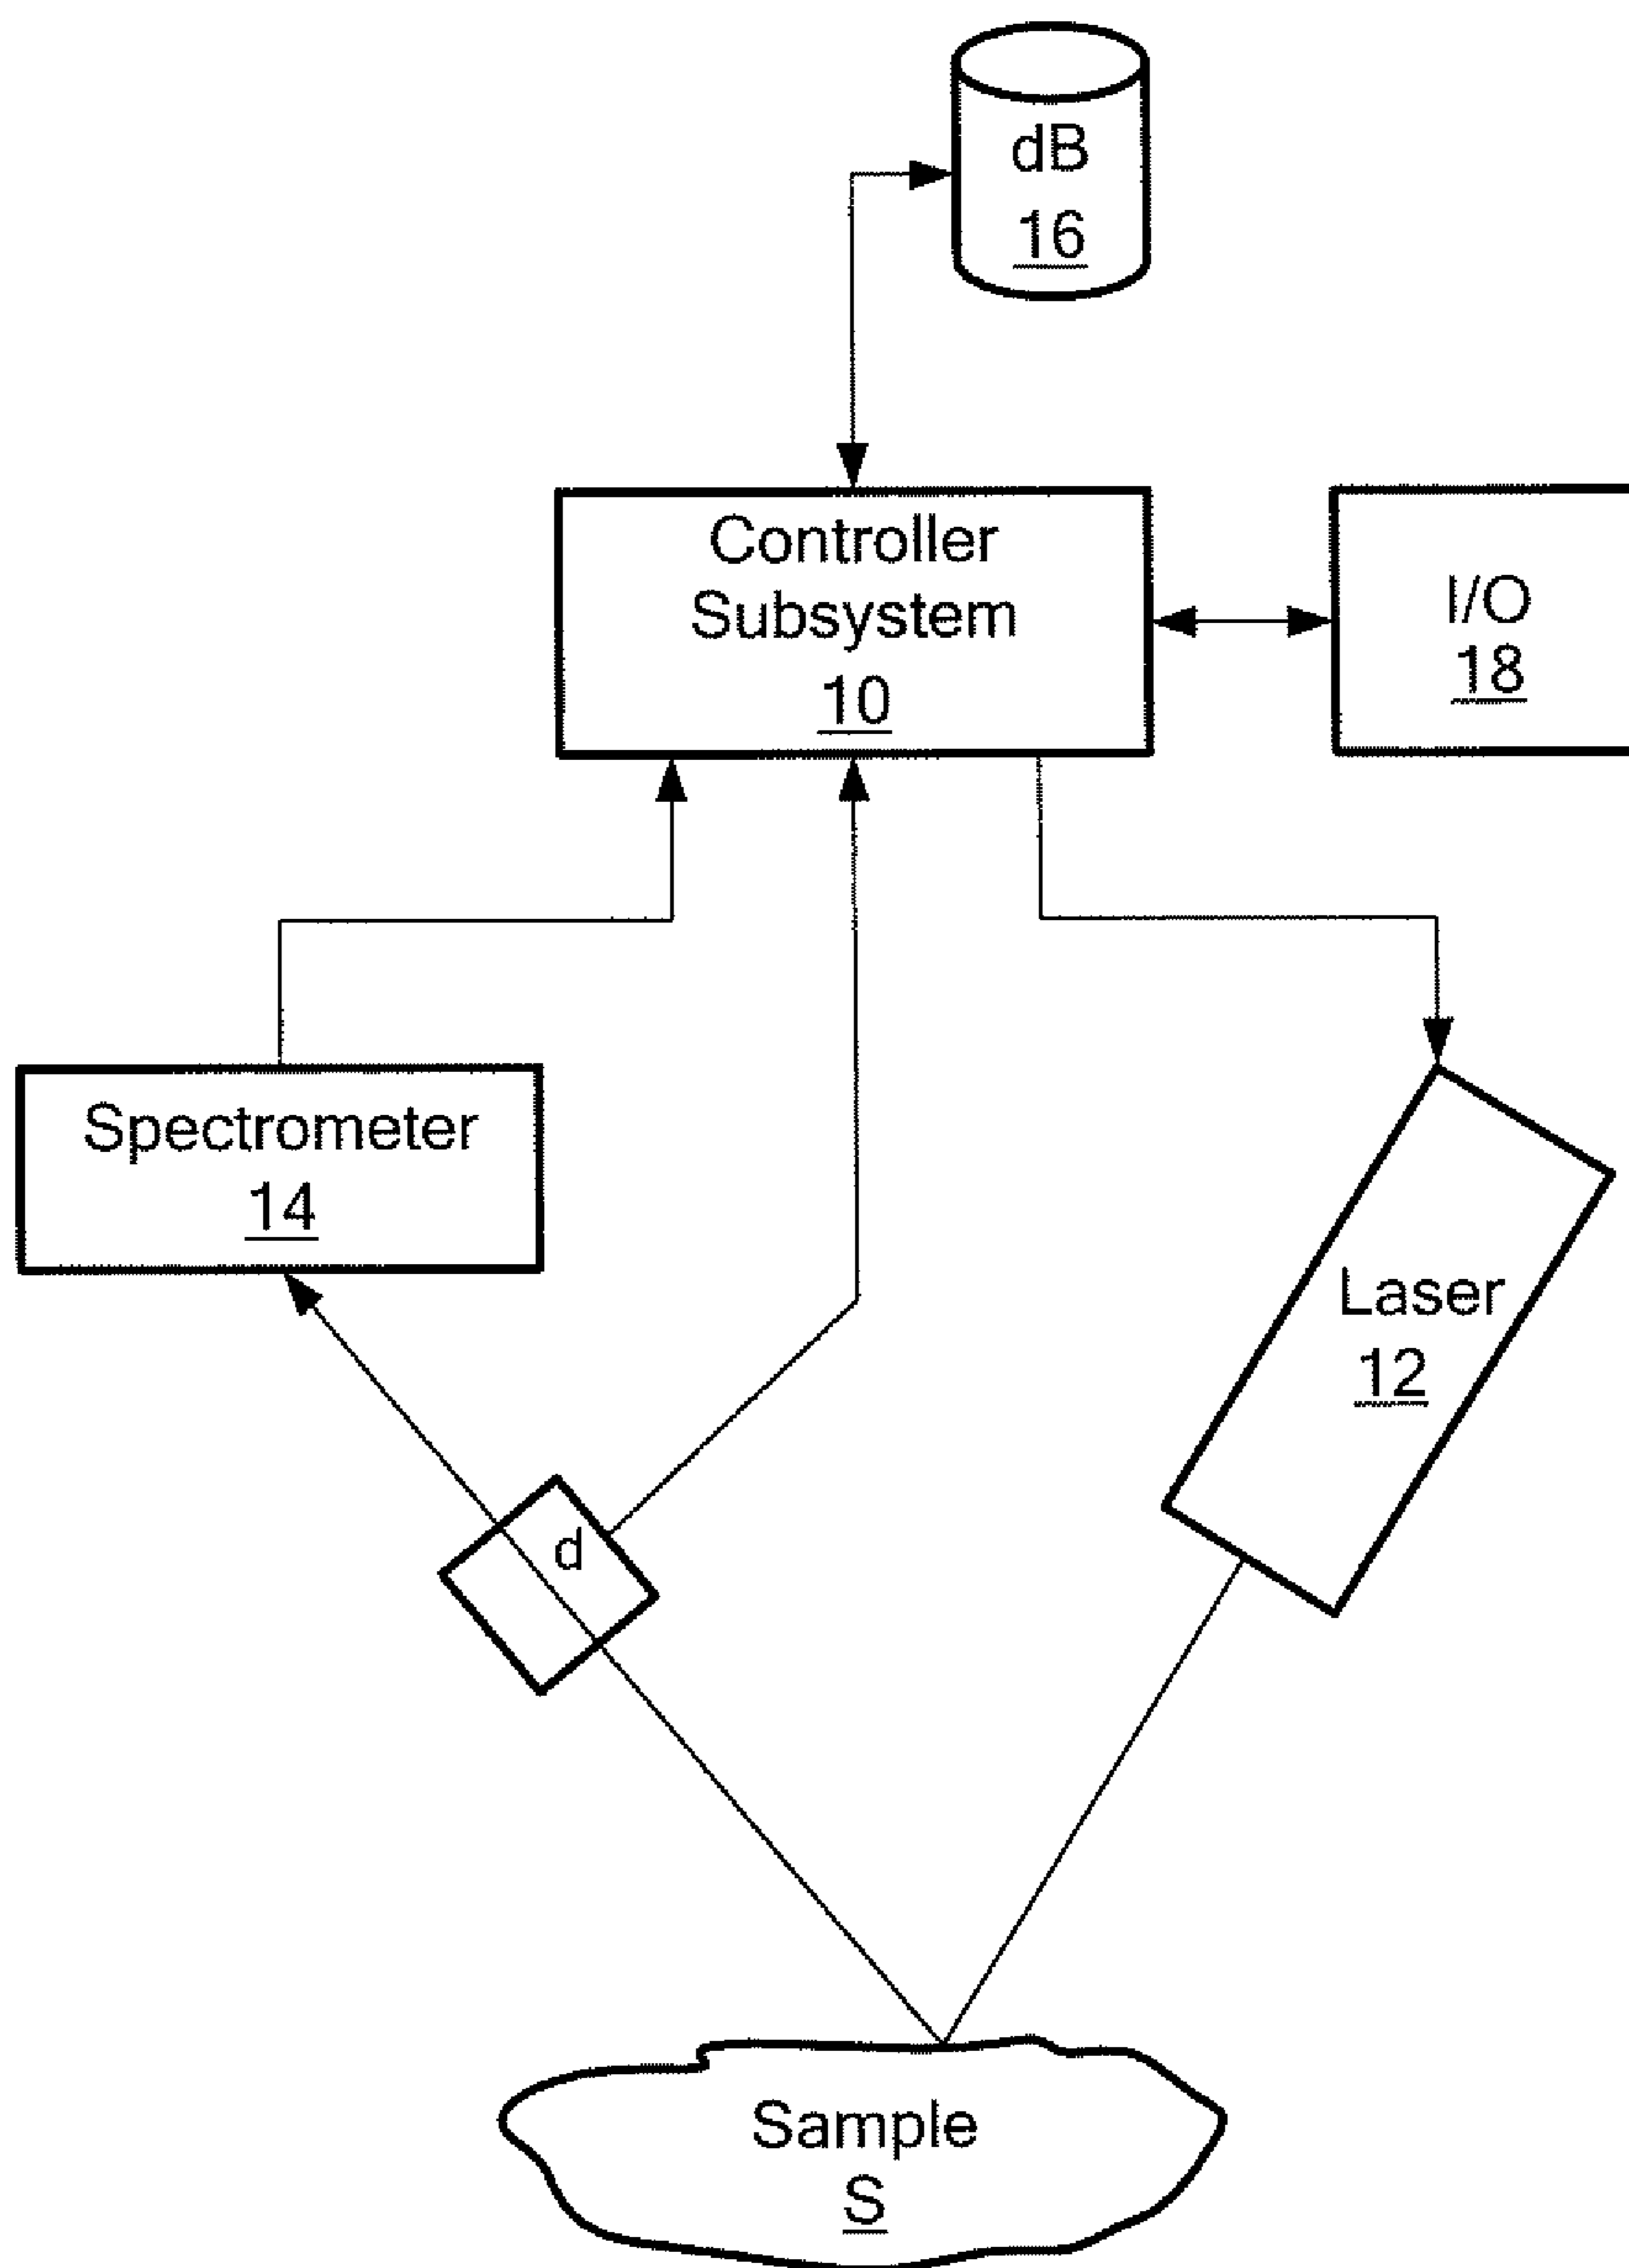 dB
16
Controller
Subsystem
10
I/O
18
Spectrometer
14
Laser
12
d
Sample
S